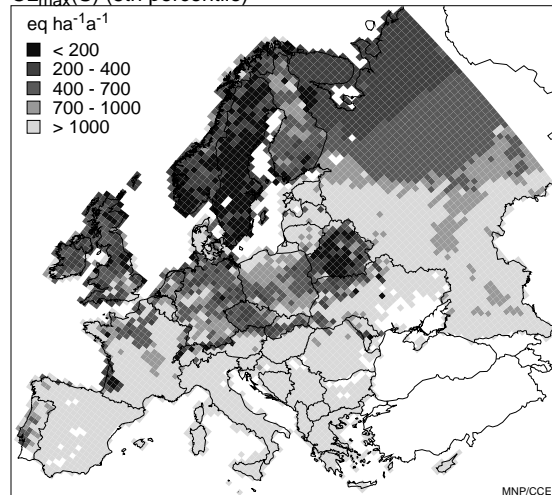 CLmax(S) (5th percentile)
eq ha-1a-1
< 200
200 - 400
400 - 700
700 - 1000
> 1000
MNP/CCE